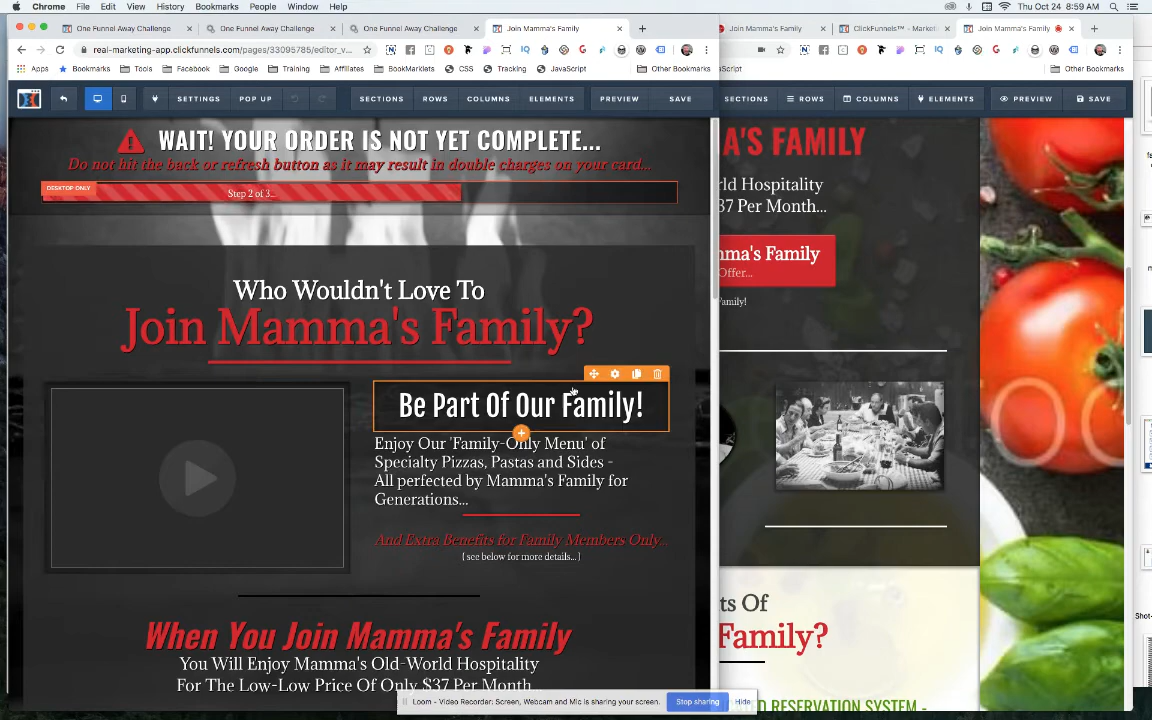 Chrome File Edit View History Bookmarks People Window Help
Thu Oct 24 8:59 AM
One Funnel Away Challenge
One Funnel Away Challenge
One Funnel Away Challenge
Join Mamma's Family
Join Mamma's Family
ClickFunnels™ - Market
Join Mamma's Family
real-marketing-app.clickfunnels.com/pages/33095785/editor_v...
Apps Bookmarks Tools Facebook Google Training Affiliates BookMarklets CSS Tracking JavaScript Other Bookmarks
Other Bookmarks
SETTINGS POP UP SECTIONS ROWS COLUMNS ELEMENTS PREVIEW SAVE
SECTIONS ROWS COLUMNS ELEMENTS PREVIEW SAVE
WAIT! YOUR ORDER IS NOT YET COMPLETE...
Do not hit the back or refresh button as it may result in double charges on your card...
DESKTOP ONLY
Step 2 of 3...
Who Wouldn't Love To
Join Mamma's Family?
Be Part Of Our Family!
Enjoy Our 'Family-Only Menu' of
Specialty Pizzas, Pastas and Sides -
All perfected by Mamma's Family for
Generations...
And Extra Benefits for Family Members Only...
( see below for more details... )
When You Join Mamma's Family
You Will Enjoy Mamma's Old-World Hospitality
For The Low-Low Price Of Only $37 Per Month...
A'S FAMILY
rld Hospitality
37 Per Month...
mma's Family
Offer...
Family!
ts Of
Family?
RESERVATION SYSTEM -
Loom - Video Recorder: Screen, Webcam and Mic is sharing your screen. Stop sharing Hide
Shot-